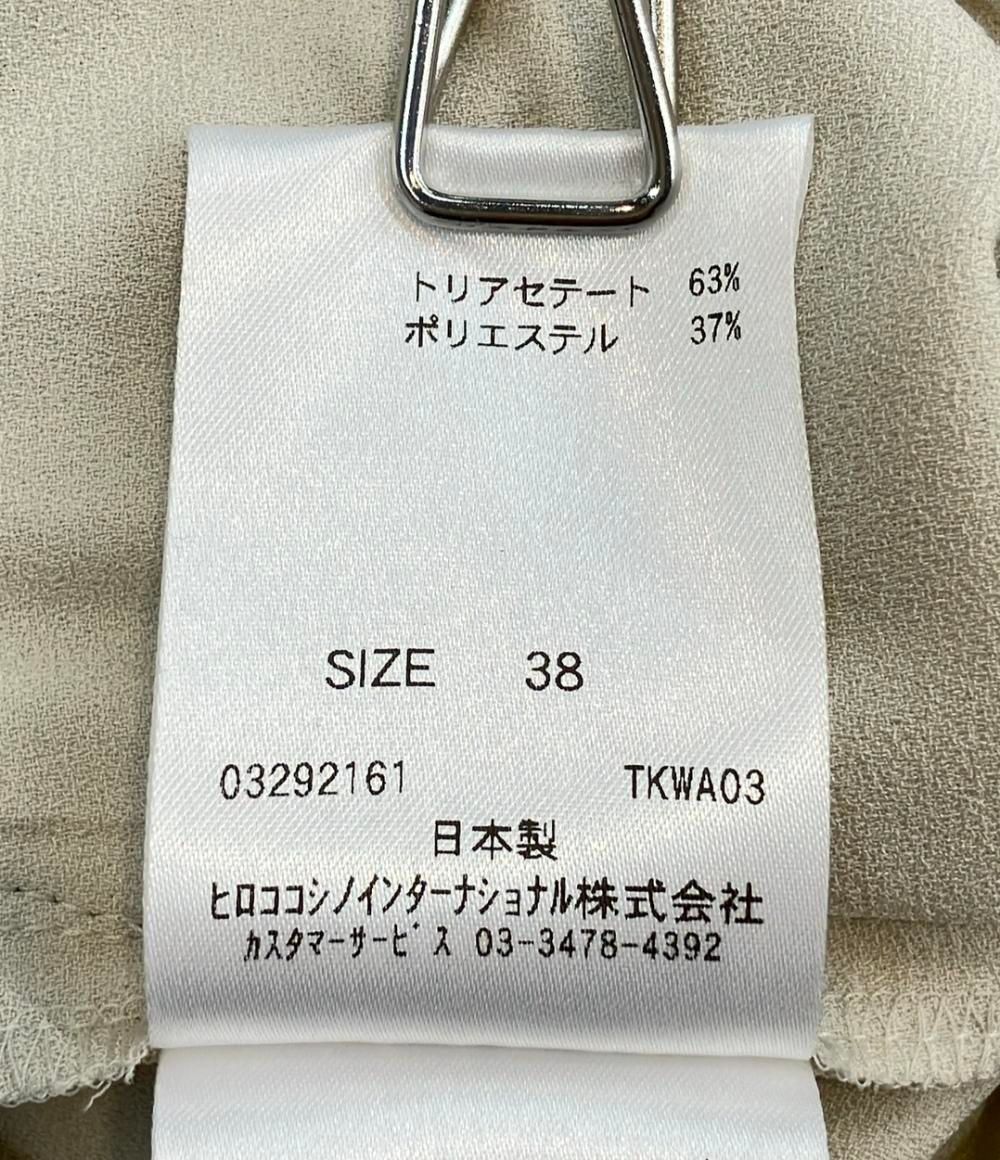 トリアセテート 63%
ポリエステル 37%
SIZE 38
03292161 TKWA03
日本製
ヒロココシノインターナショナル株式会社
カスタマーサービス 03-3478-4392